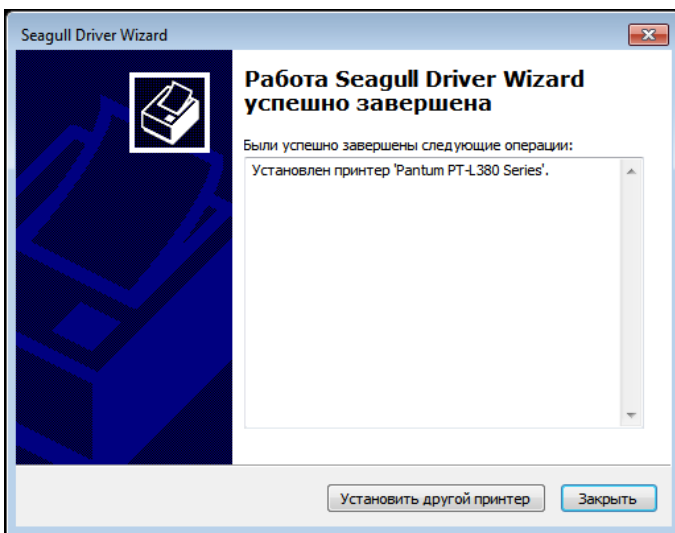 Seagull Driver Wizard
Работа Seagull Driver Wizard
успешно завершена
Были успешно завершены следующие операции:
Установлен принтер 'Pantum PT-L380 Series'.
Установить другой принтер
Закрыть